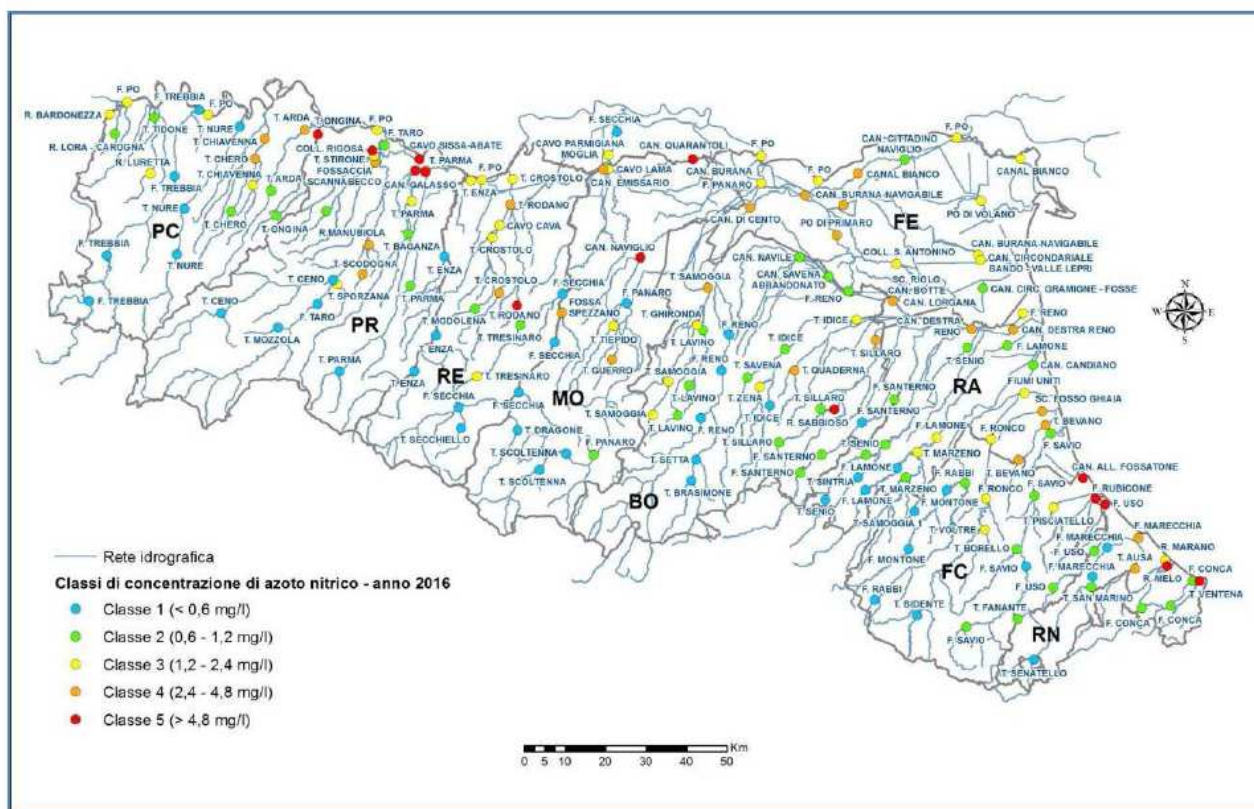 F. PO
F. TREBBIA
F. PO
R. BARDONEZZA
T. TIDONE
T. NURE
T. ARDA
T. ONGINA
F. PO
F. TARO
F. SECCHIA
CAN. CITTADINO
NAVIGLIO
F. PO
R. LORA - CAROGNA
T. CHIAVENNA
COLL. RIGOSA
CAVO SISSA-ABATE
CAVO PARMIGIANA
MOGLIA
CAN. QUARANTOLI
F. PO
R. LURETTA
T. CHERO
T. STIRONE
T. PARMA
CAN. BURANA
CANAL BIANCO
CANAL BIANCO
F. TREBBIA
T. CHIAVENNA
FOSSACCIA
SCANNABECCO
CAN. GALASSO
F. PO
T. CROSTOLO
CAVO LAMA
CAN. EMISSARIO
F. PANARO
F. PO
T. ARDA
T. ENZA
CAN. BURANA-NAVIGABILE
T. NURE
T. PARMA
T. RODANO
CAN. DI CENTO
PO DI VOLANO
PC
T. CHERO
T. ONGINA
R.MANUBIOLA
T. BAGANZA
CAVO CAVA
PO DI PRIMARO
FE
F. TREBBIA
T. NURE
T. SCODOGNA
T. CROSTOLO
CAN. NAVIGLIO
CAN. NAVILE
COLL. S. ANTONINO
CAN. BURANA-NAVIGABILE
CAN. CIRCONDARIALE
BANDO - VALLE LEPRI
T. ENZA
T. CENO
T. CROSTOLO
F. SECCHIA
T. SAMOGGIA
CAN. SAVENA
ABBANDONATO
SC. RIOLO
CAN. BOTTE
CAN. CIRC. GRAMIGNE - FOSSE
F. TREBBIA
T. CENO
T. SPORZANA
T. PARMA
FOSSA
SPEZZANO
F. PANARO
F. RENO
CAN. LORGANA
F. TARO
PR
T. MODOLENA
T. RODANO
T. GHIRONDA
F. RENO
T. IDICE
CAN. DESTRA
RENO
F. RENO
T. MOZZOLA
T. TRESINARO
T. TIEPIDO
T. LAVINO
T. IDICE
CAN. DESTRA RENO
T. ENZA
F. SECCHIA
F. RENO
T. SILLARO
T. SENIO
F. LAMONE
T. PARMA
T. GUERRO
T. SAVENA
T. QUADERNA
CAN. CANDIANO
T. ENZA
RE
T. TRESINARO
T. SAMOGGIA
F. SANTERNO
RA
FIUMI UNITI
F. SECCHIA
F. SECCHIA
MO
T. LAVINO
T. ZENA
T. SILLARO
SC. FOSSO GHIAIA
T. SAMOGGIA
T. IDICE
F. SANTERNO
T. BEVANO
T. SECCHIELLO
T. DRAGONE
T. LAVINO
F. RENO
R. SABBIOSO
F. LAMONE
F. RONCO
F. SAVIO
T. SCOLTENNA
F. PANARO
T. SILLARO
T. SENIO
T. MARZENO
T. SETTA
F. SANTERNO
F. LAMONE
F. RABBI
T. BEVANO
CAN. ALL. FOSSATONE
T. SCOLTENNA
F. SANTERNO
T. SINTRIA
T. MARZENO
F. RONCO
F. SAVIO
F. RUBICONE
T. BRASIMONE
F. LAMONE
F. MONTONE
F. USO
BO
T. SENIO
T. SAMOGGIA 1
T. VOLTRE
T. PISCIATELLO
F. MARECCHIA
F. MARECCHIA
T. BORELLO
F. USO
T. AUSA
R. MARANO
F. MONTONE
FC
F. SAVIO
F. MARECCHIA
R. MELO
F. CONCA
F. RABBI
F. USO
T. SAN MARINO
T. VENTENA
T. BIDENTE
T. FANANTE
F. CONCA
F. CONCA
F. SAVIO
RN
T. SENATELLO
N
W
E
S
Rete idrografica
Classi di concentrazione di azoto nitrico - anno 2016
Classe 1 (< 0,6 mg/l)
Classe 2 (0,6 - 1,2 mg/l)
Classe 3 (1,2 - 2,4 mg/l)
Classe 4 (2,4 - 4,8 mg/l)
Classe 5 (> 4,8 mg/l)
Km
0 5 10 20 30 40 50